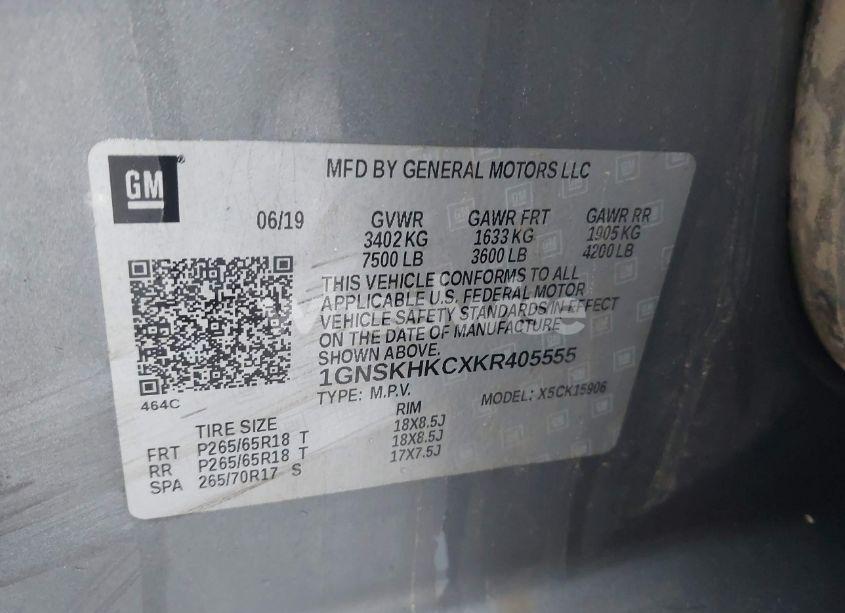 GM
MFD BY GENERAL MOTORS LLC
06/19 GVWR GAWR FRT GAWR RR
3402 KG 1633 KG 1905 KG
7500 LB 3600 LB 4200 LB
THIS VEHICLE CONFORMS TO ALL
APPLICABLE U.S. FEDERAL MOTOR
VEHICLE SAFETY STANDARDS IN EFFECT
ON THE DATE OF MANUFACTURE
SHOWN ABOVE.
1GNSKHKCXKR405555
464C TYPE: M.P.V. MODEL: X5CK15906
TIRE SIZE RIM
FRT P265/65R18 T 18X8.5J
RR P265/65R18 T 18X8.5J
SPA 265/70R17 S 17X7.5J